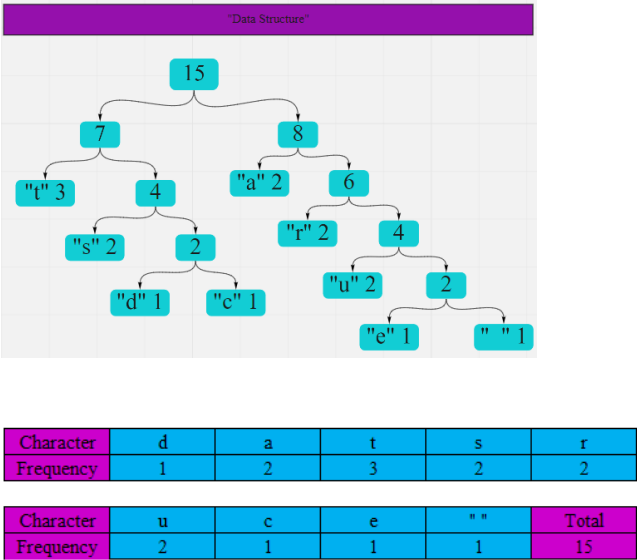 "Data Structure"
15
7 8
"t" 3 4 "a" 2 6
"s" 2 2 "r" 2 4
"d" 1 "c" 1 "u" 2 2
"e" 1 " " 1
Character d a t s r
Frequency 1 2 3 2 2
Character u c e " " Total
Frequency 2 1 1 1 15